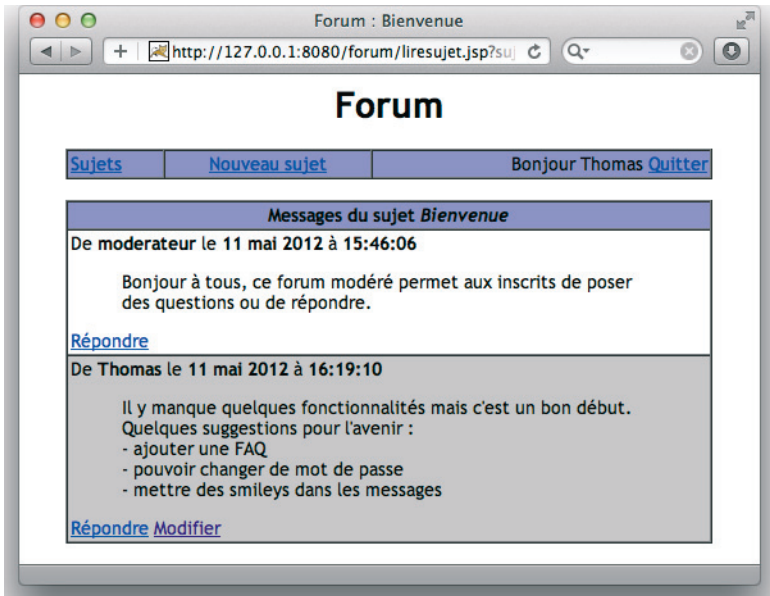 Forum : Bienvenue
http://127.0.0.1:8080/forum/liresujet.jsp?suj
Forum
Sujets Nouveau sujet Bonjour Thomas Quitter
Messages du sujet Bienvenue
De moderateur le 11 mai 2012 à 15:46:06
Bonjour à tous, ce forum modéré permet aux inscrits de poser
des questions ou de répondre.
Répondre
De Thomas le 11 mai 2012 à 16:19:10
Il y manque quelques fonctionnalités mais c'est un bon début.
Quelques suggestions pour l'avenir :
- ajouter une FAQ
- pouvoir changer de mot de passe
- mettre des smileys dans les messages
Répondre Modifier